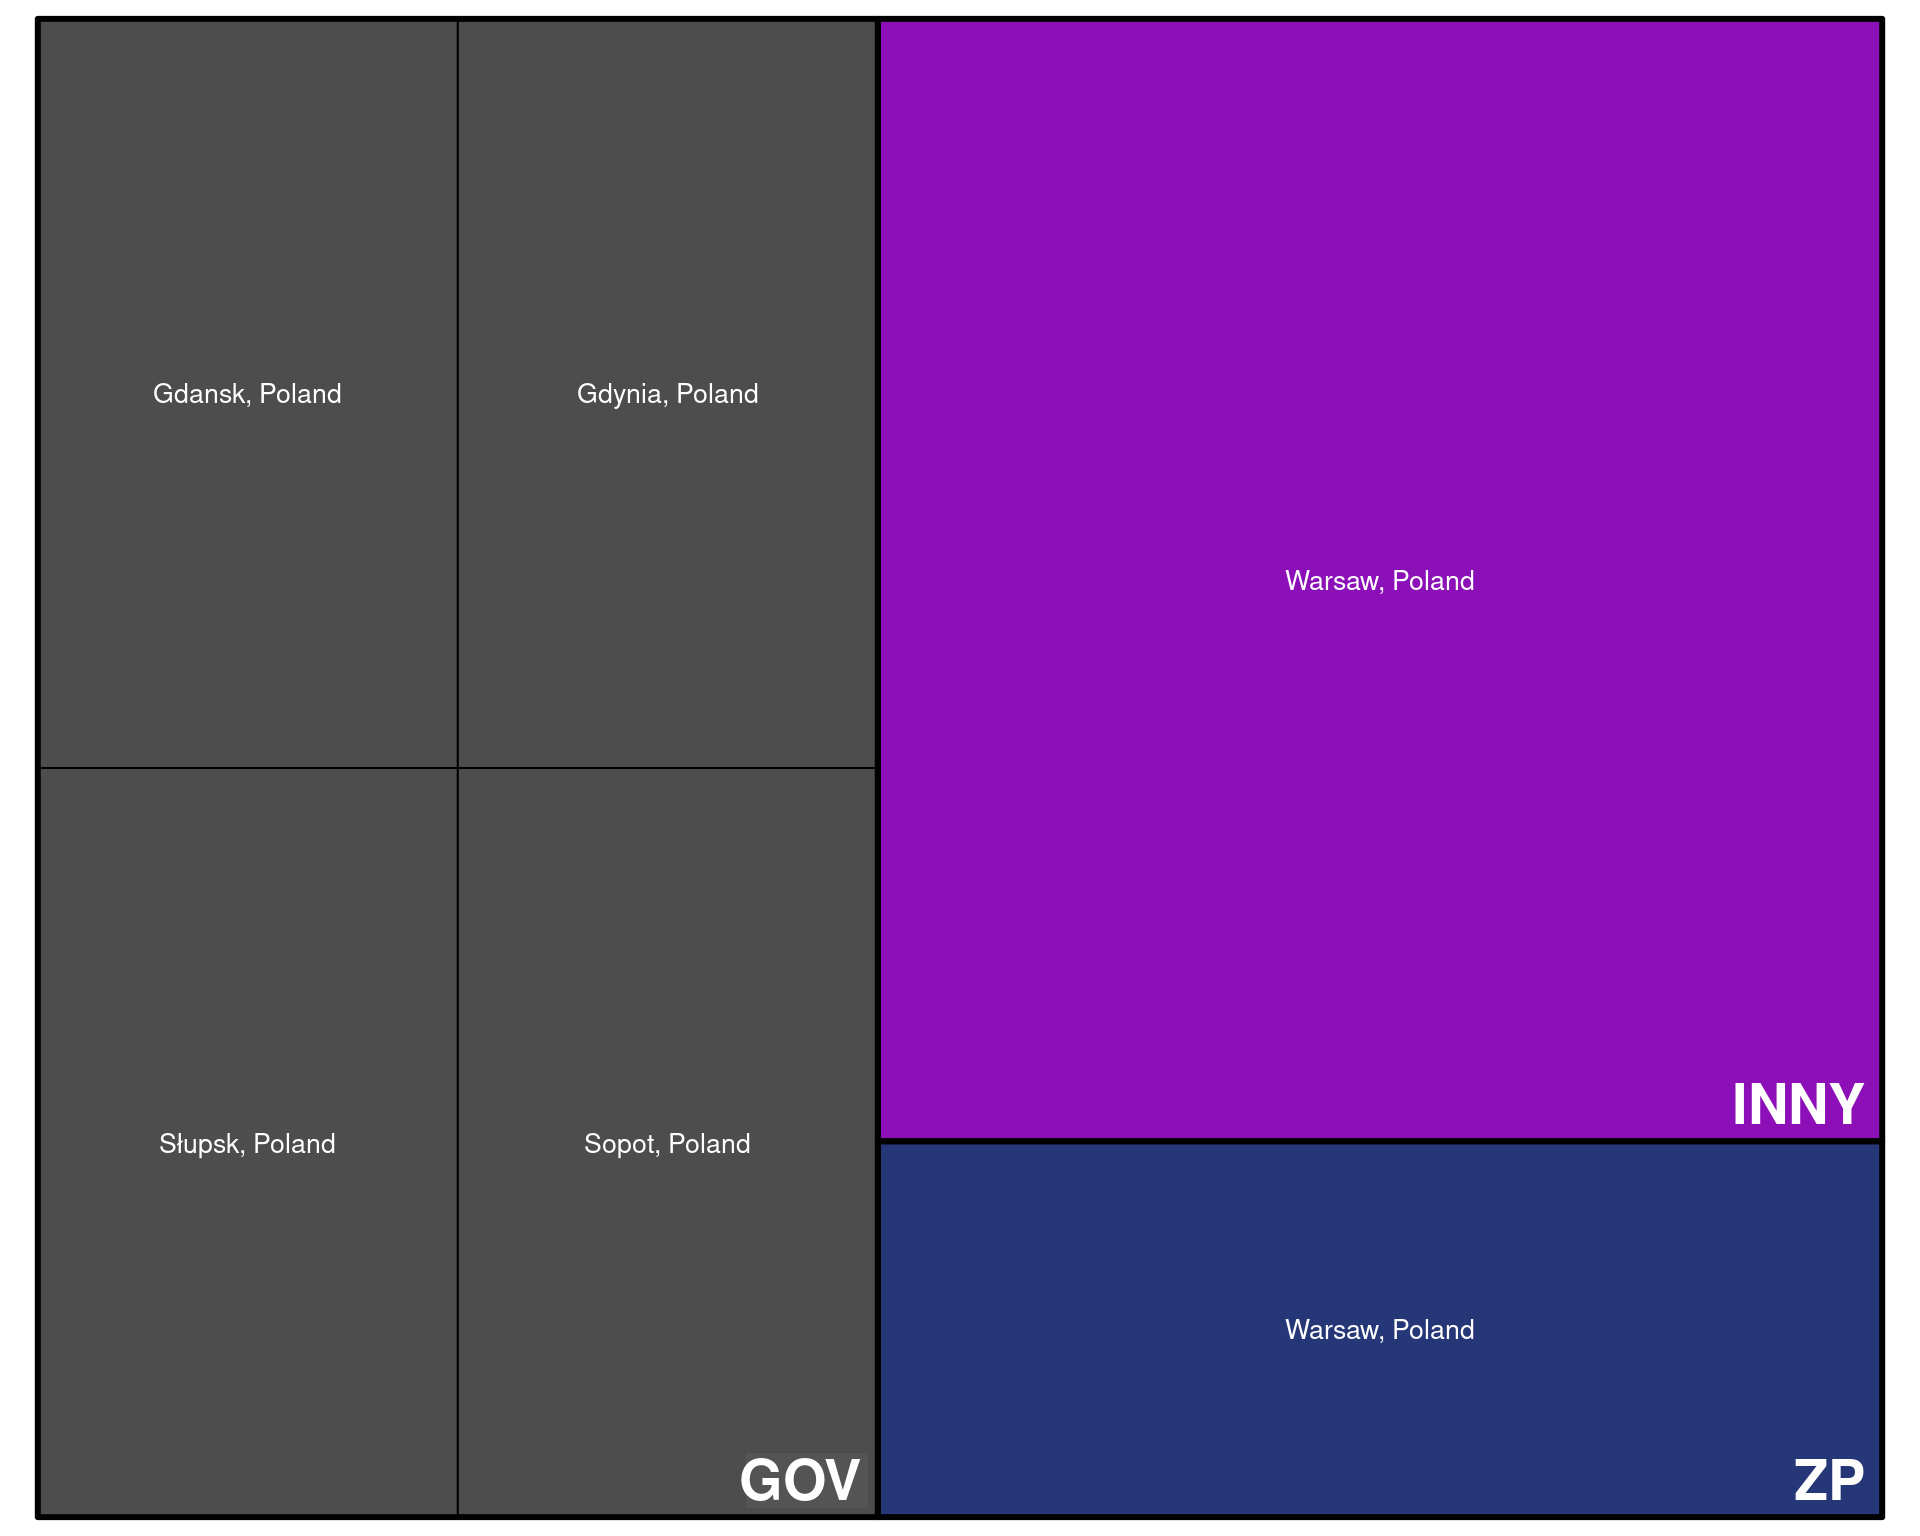 Gdansk, Poland
Gdynia, Poland
Słupsk, Poland
Sopot, Poland
GOV
Warsaw, Poland
INNY
Warsaw, Poland
ZP